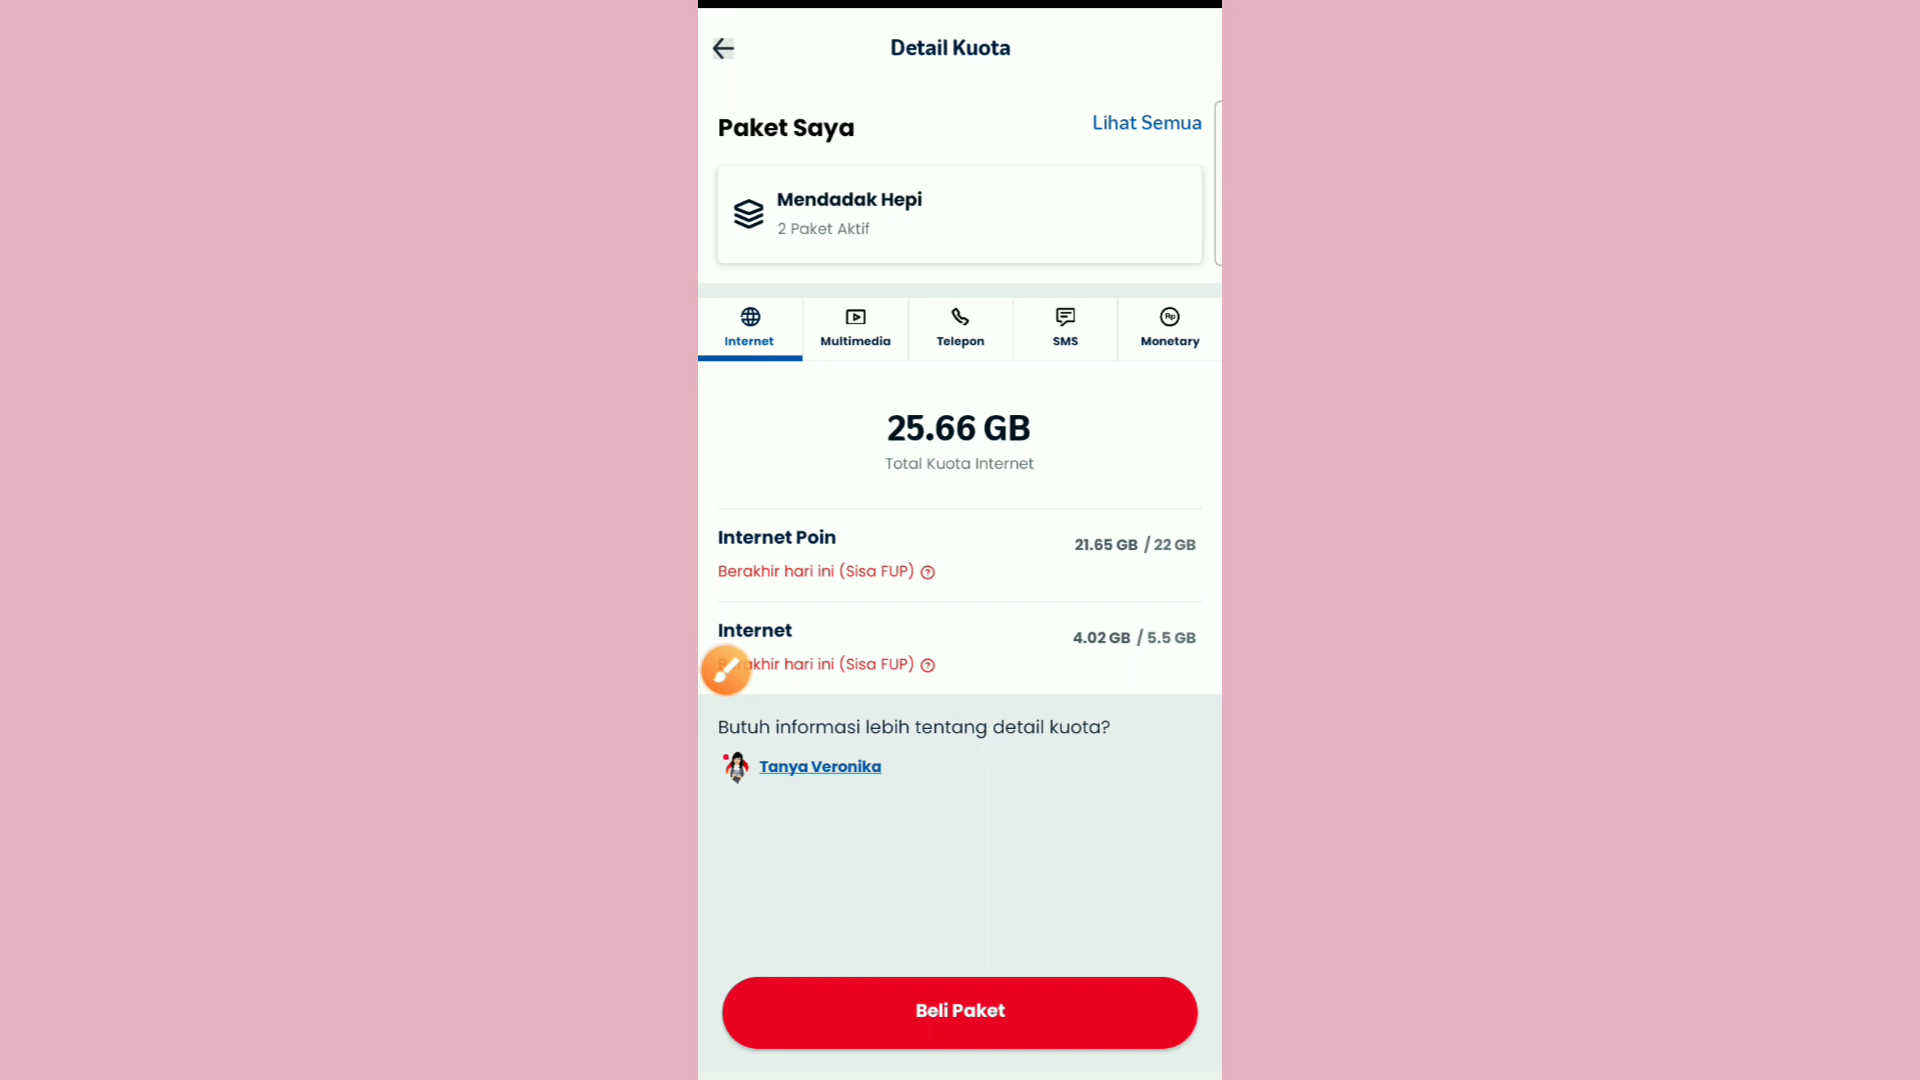 Detail Kuota
Paket Saya
Lihat Semua
Mendadak Hepi
2 Paket Aktif
Internet
Multimedia
Telepon
SMS
Rp
Monetary
25.66 GB
Total Kuota Internet
Internet Poin
21.65 GB / 22 GB
Berakhir hari ini (Sisa FUP) ?
Internet
4.02 GB / 5.5 GB
akhir hari ini (Sisa FUP) ?
Butuh informasi lebih tentang detail kuota?
Tanya Veronika
Beli Paket